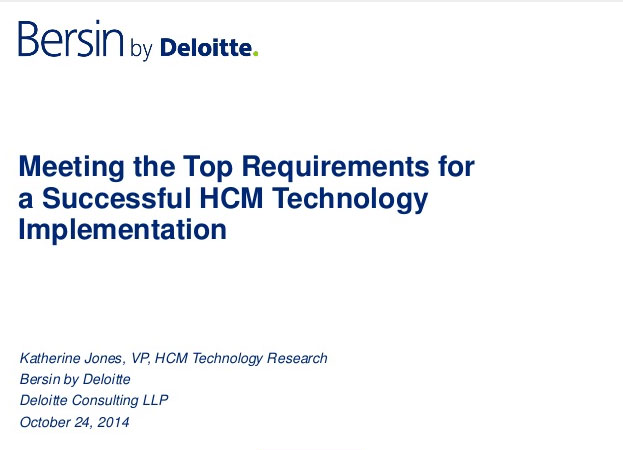 Bersin by Deloitte.
Meeting the Top Requirements for
a Successful HCM Technology
Implementation
Katherine Jones, VP, HCM Technology Research
Bersin by Deloitte
Deloitte Consulting LLP
October 24, 2014